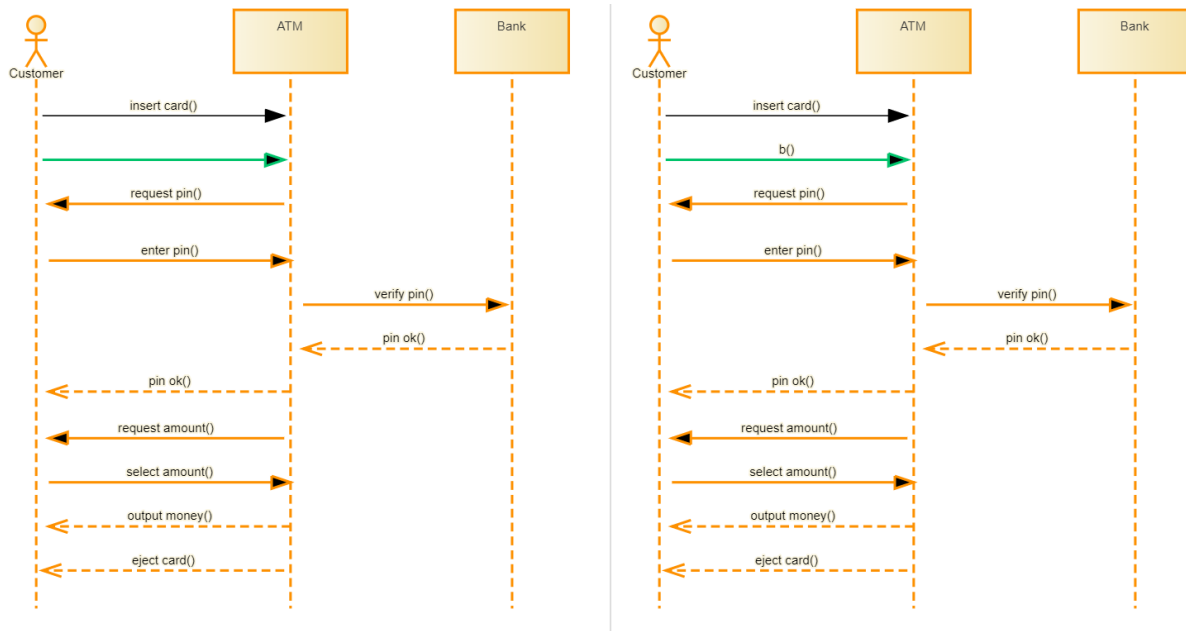 ATM
Bank
Customer
insert card()
request pin()
enter pin()
verify pin()
pin ok()
pin ok()
request amount()
select amount()
output money()
eject card()
ATM
Bank
Customer
insert card()
b()
request pin()
enter pin()
verify pin()
pin ok()
pin ok()
request amount()
select amount()
output money()
eject card()